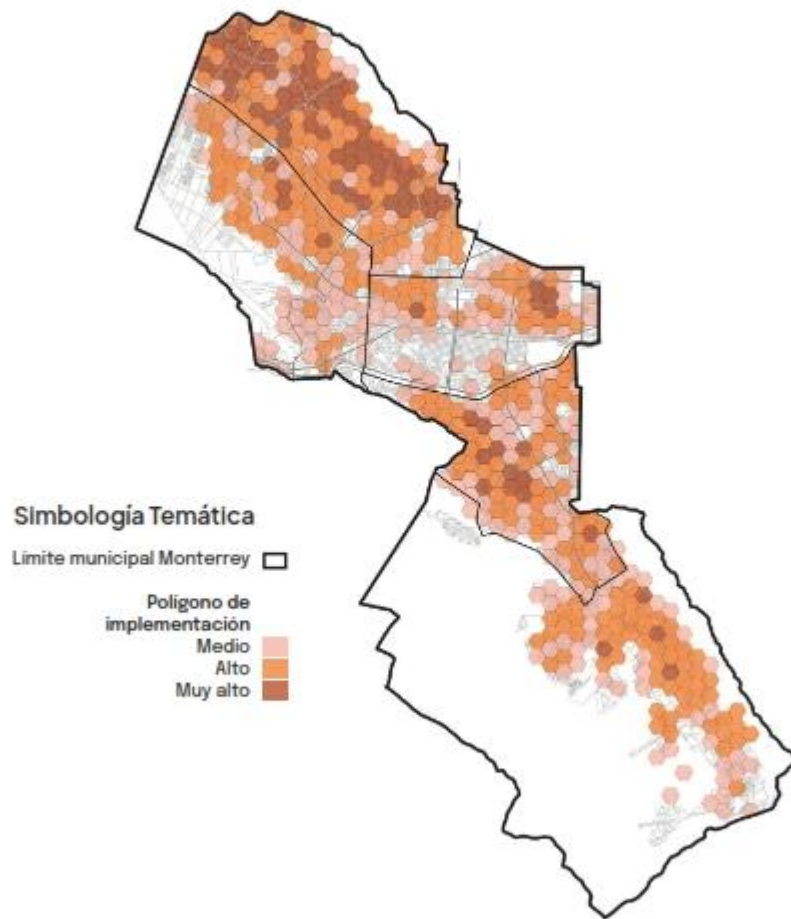 Simbología Temática
Límite municipal Monterrey
Polígono de
implementación
Medio
Alto
Muy alto